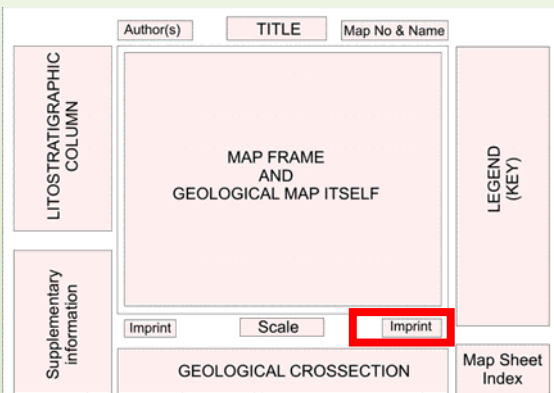 Author(s)
TITLE
Map No & Name
LITOSTRATIGRAPHIC
COLUMN
MAP FRAME
AND
GEOLOGICAL MAP ITSELF
LEGEND
(KEY)
Supplementary
information
Imprint
Scale
Imprint
GEOLOGICAL CROSSECTION
Map Sheet
Index